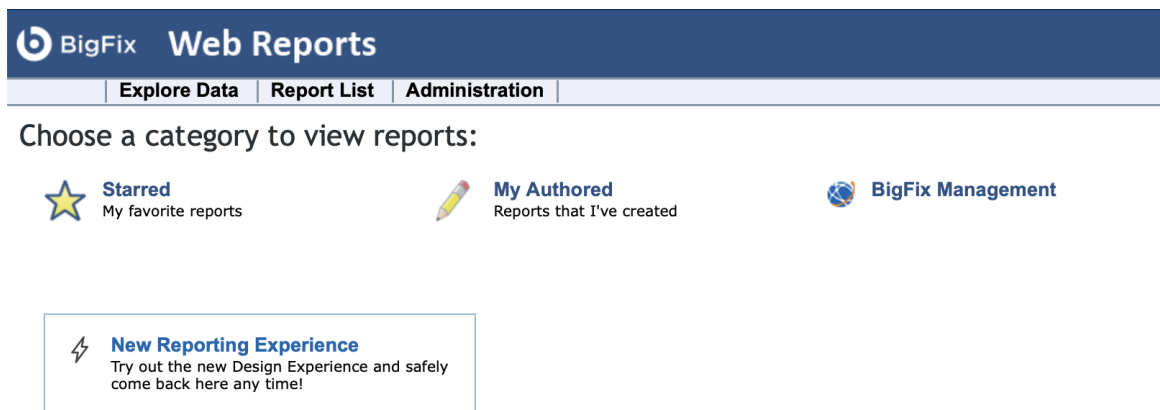 BigFix Web Reports
Explore Data Report List Administration
Choose a category to view reports:
Starred
My favorite reports
My Authored
Reports that I've created
BigFix Management
New Reporting Experience
Try out the new Design Experience and safely
come back here any time!